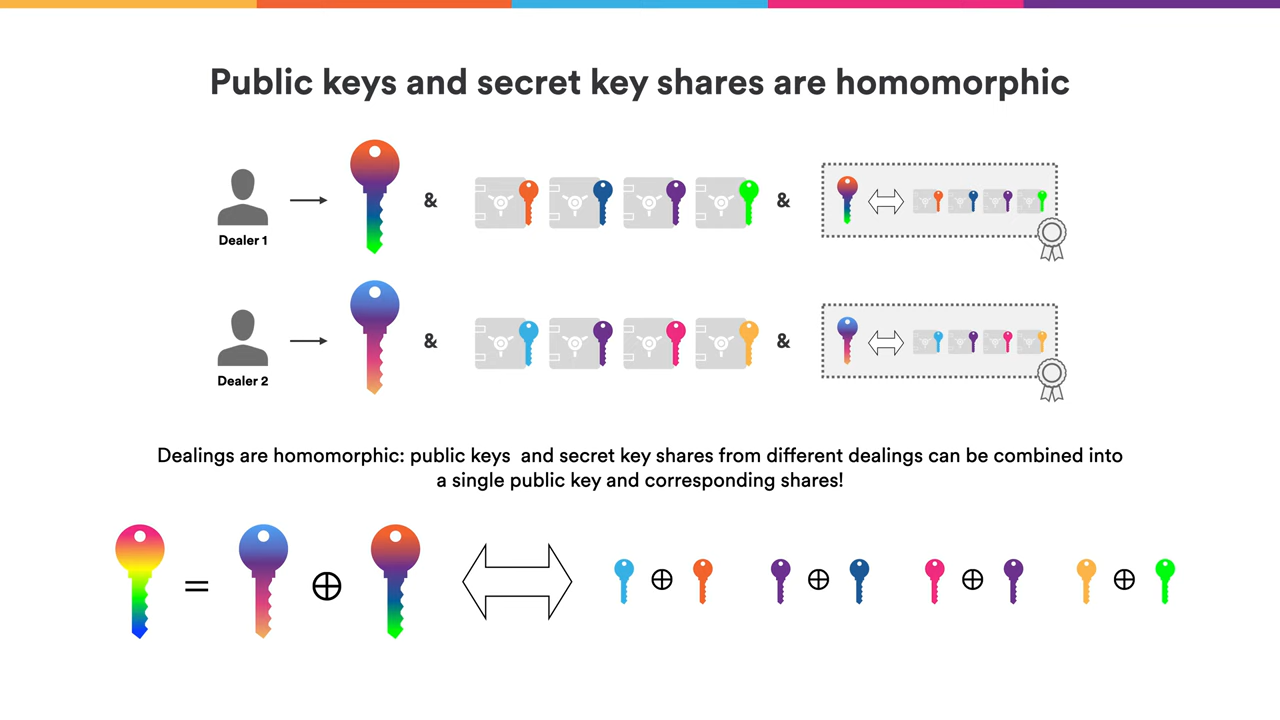 Public keys and secret key shares are homomorphic
& &
Dealer 1
& &
Dealer 2
Dealings are homomorphic: public keys and secret key shares from different dealings can be combined into
a single public key and corresponding shares!
= ⊕ ⊕ ⊕ ⊕ ⊕